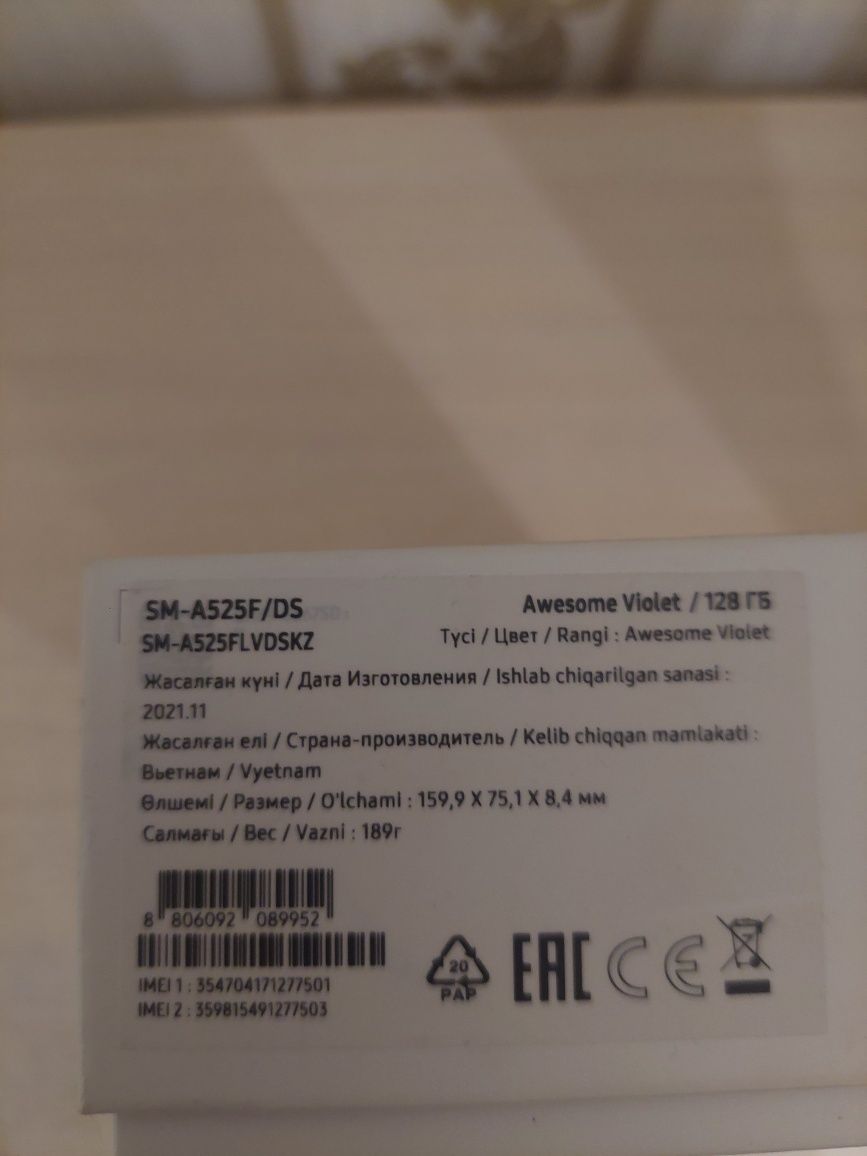 SM-A525F/DS
Awesome Violet / 128 ГБ
SM-A525FLVDSKZ
Түсі / Цвет / Rangi : Awesome Violet
Жасалған күні / Дата Изготовления / Ishlab chiqarilgan sanasi :
2021.11
Жасалған елі / Страна-производитель / Kelib chiqqan mamlakati :
Вьетнам / Vyetnam
Өлшемі / Размер / O'lchami : 159,9 X 75,1 X 8,4 мм
Салмағы / Вес / Vazni : 189г
8 806092 089952
IMEI 1 : 354704171277501
IMEI 2 : 359815491277503
20
PAP
EAC
CE